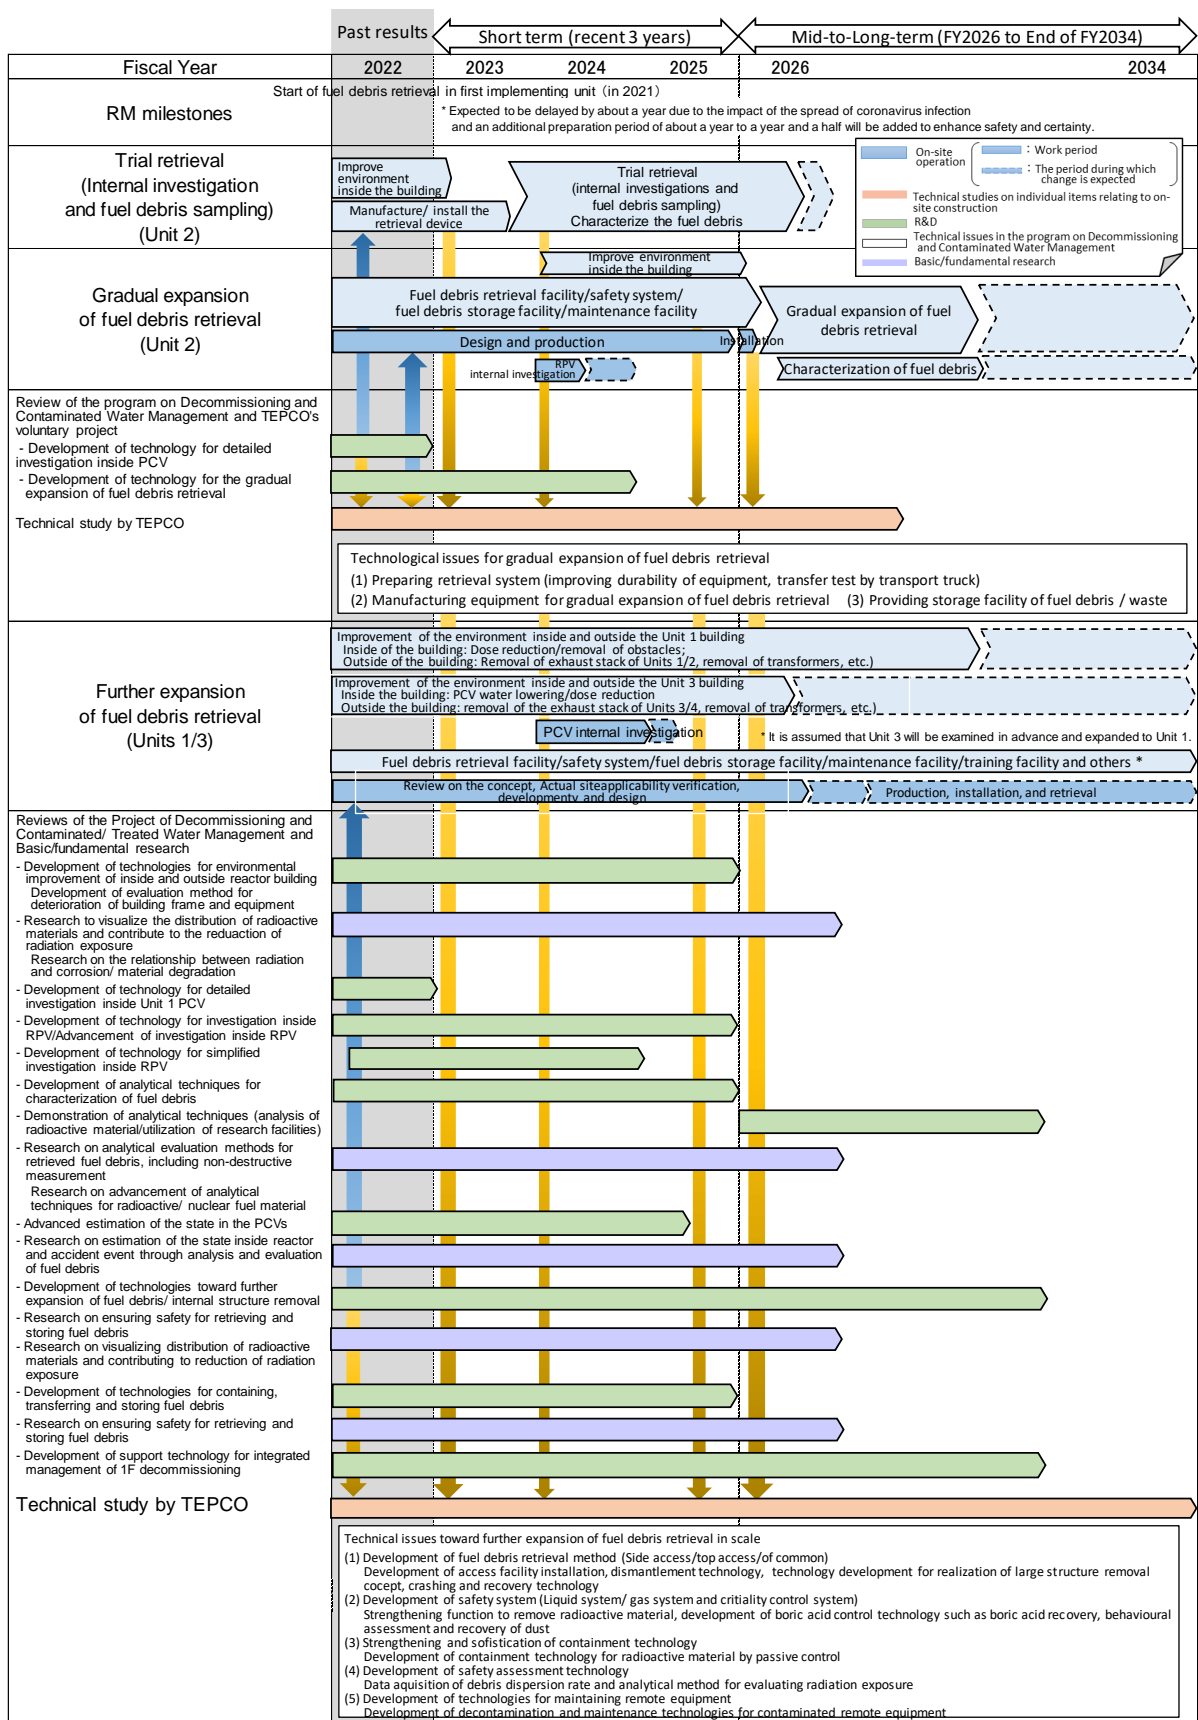 Past results
Short term (recent 3 years)
Mid-to-Long-term (FY2026 to End of FY2034)
Fiscal Year
2022
2023
2024
2025
2026
2034
RM milestones
Start of fuel debris retrieval in first implementing unit (in 2021)
* Expected to be delayed by about a year due to the impact of the spread of coronavirus infection
and an additional preparation period of about a year to a year and a half will be added to enhance safety and certainty.
On-site
operation
: Work period
: The period during which
change is expected
Technical studies on individual items relating to on-
site construction
R&D
Technical issues in the program on Decommissioning
and Contaminated Water Management
Basic/fundamental research
Trial retrieval
(Internal investigation
and fuel debris sampling)
(Unit 2)
Improve
environment
inside the building
Manufacture/ install the
retrieval device
Trial retrieval
(internal investigations and
fuel debris sampling)
Characterize the fuel debris
Gradual expansion
of fuel debris retrieval
(Unit 2)
Improve environment
inside the building
Fuel debris retrieval facility/safety system/
fuel debris storage facility/maintenance facility
Gradual expansion of fuel
debris retrieval
Design and production
Installation
RPV
internal investigation
Characterization of fuel debris
Review of the program on Decommissioning and
Contaminated Water Management and TEPCO's
voluntary project
- Development of technology for detailed
investigation inside PCV
- Development of technology for the gradual
expansion of fuel debris retrieval
Technical study by TEPCO
Technological issues for gradual expansion of fuel debris retrieval
(1) Preparing retrieval system (improving durability of equipment, transfer test by transport truck)
(2) Manufacturing equipment for gradual expansion of fuel debris retrieval (3) Providing storage facility of fuel debris / waste
Further expansion
of fuel debris retrieval
(Units 1/3)
Improvement of the environment inside and outside the Unit 1 building
Inside of the building: Dose reduction/removal of obstacles;
Outside of the building: Removal of exhaust stack of Units 1/2, removal of transformers, etc.)
Improvement of the environment inside and outside the Unit 3 building
Inside the building: PCV water lowering/dose reduction
Outside the building: removal of the exhaust stack of Units 3/4, removal of transformers, etc.)
PCV internal investigation
* It is assumed that Unit 3 will be examined in advance and expanded to Unit 1.
Fuel debris retrieval facility/safety system/fuel debris storage facility/maintenance facility/training facility and others *
Review on the concept, Actual siteapplicability verification,
developmenty and design
Production, installation, and retrieval
Reviews of the Project of Decommissioning and
Contaminated/ Treated Water Management and
Basic/fundamental research
- Development of technologies for environmental
improvement of inside and outside reactor building
Development of evaluation method for
deterioration of building frame and equipment
- Research to visualize the distribution of radioactive
materials and contribute to the reduaction of
radiation exposure
Research on the relationship between radiation
and corrosion/ material degradation
- Development of technology for detailed
investigation inside Unit 1 PCV
- Development of technology for investigation inside
RPV/Advancement of investigation inside RPV
- Development of technology for simplified
investigation inside RPV
- Development of analytical techniques for
characterization of fuel debris
- Demonstration of analytical techniques (analysis of
radioactive material/utilization of research facilities)
- Research on analytical evaluation methods for
retrieved fuel debris, including non-destructive
measurement
Research on advancement of analytical
techniques for radioactive/ nuclear fuel material
- Advanced estimation of the state in the PCVs
- Research on estimation of the state inside reactor
and accident event through analysis and evaluation
of fuel debris
- Development of technologies toward further
expansion of fuel debris/ internal structure removal
- Research on ensuring safety for retrieving and
storing fuel debris
- Research on visualizing distribution of radioactive
materials and contributing to reduction of radiation
exposure
- Development of technologies for containing,
transferring and storing fuel debris
- Research on ensuring safety for retrieving and
storing fuel debris
- Development of support technology for integrated
management of 1F decommissioning
Technical study by TEPCO
Technical issues toward further expansion of fuel debris retrieval in scale
(1) Development of fuel debris retrieval method (Side access/top access/of common)
Development of access facility installation, dismantlement technology, technology development for realization of large structure removal
cocept, crashing and recovery technology
(2) Development of safety system (Liquid system/ gas system and critiality control system)
Strengthening function to remove radioactive material, development of boric acid control technology such as boric acid recovery, behavioural
assessment and recovery of dust
(3) Strengthening and sofistication of containment technology
Development of containment technology for radioactive material by passive control
(4) Development of safety assessment technology
Data aquisition of debris dispersion rate and analytical method for evaluating radiation exposure
(5) Development of technologies for maintaining remote equipment
Development of decontamination and maintenance technologies for contaminated remote equipment